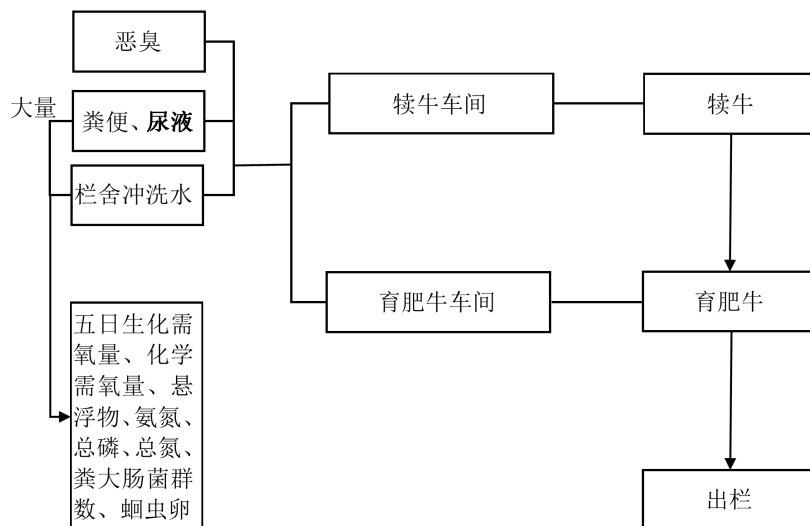 恶臭
大量
粪便、尿液
犊牛车间
犊牛
栏舍冲洗水
育肥牛车间
育肥牛
五日生化需
氧量、化学
需氧量、悬
浮物、氨氮、
总磷、总氮、
粪大肠菌群
数、蛔虫卵
出栏